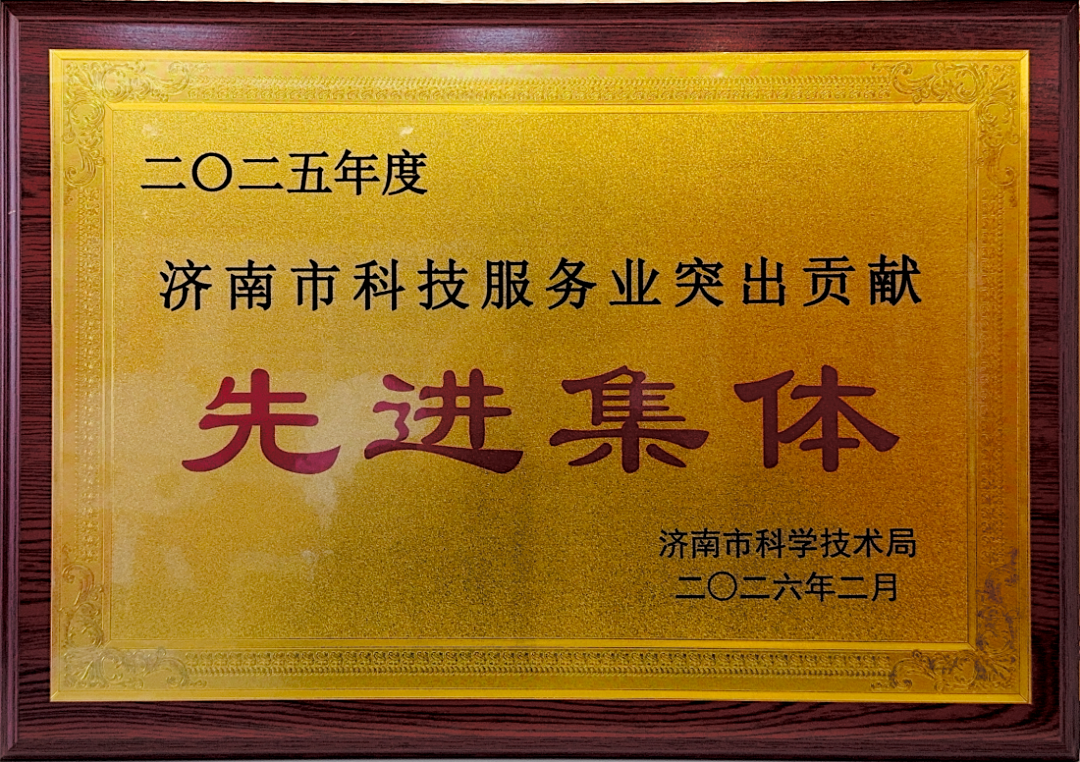 二〇二五年度
济南市科技服务业突出贡献
先进集体
济南市科学技术局
二〇二六年二月